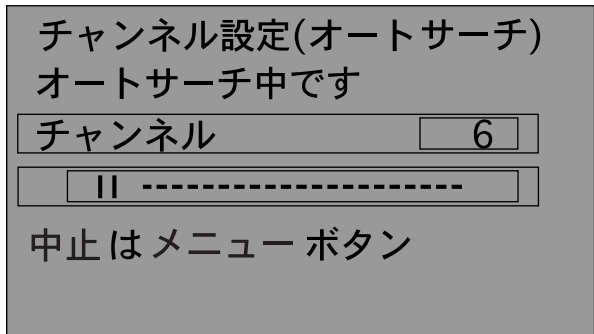 チャンネル設定(オートサーチ)
オートサーチ中です
チャンネル 6
II ----------------------
中止はメニューボタン